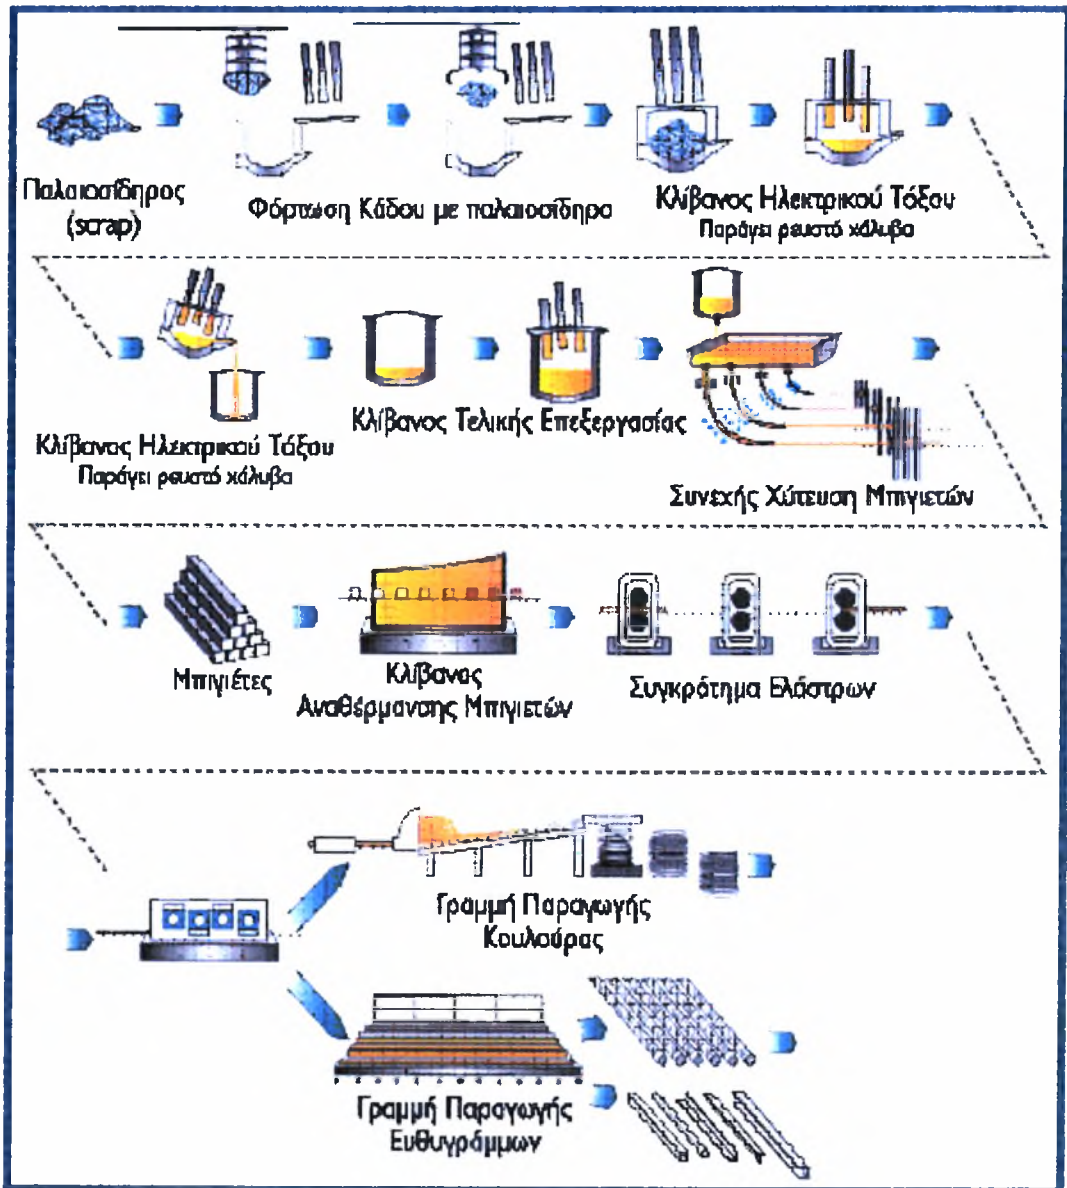 Παλαιοσίδηρος
(scrap)
Φόρτωση Κάδου με παλαιοσίδηρο
Κλίβανος Ηλεκτρικού Τόξου
Παράγει ρευστό χάλυβα
Κλίβανος Ηλεκτρικού Τόξου
Παράγει ρευστό χάλυβα
Κλίβανος Τελικής Επεξεργασίας
Συνεχής Χύτευση Μπιγιετών
Μπιγιέτες
Κλίβανος
Αναθέρμανσης Μπιγιετών
Συγκρότημα Ελάστρων
Γραμμή Παραγωγής
Κουλούρας
Γραμμή Παραγωγής
Ευθυγράμμων